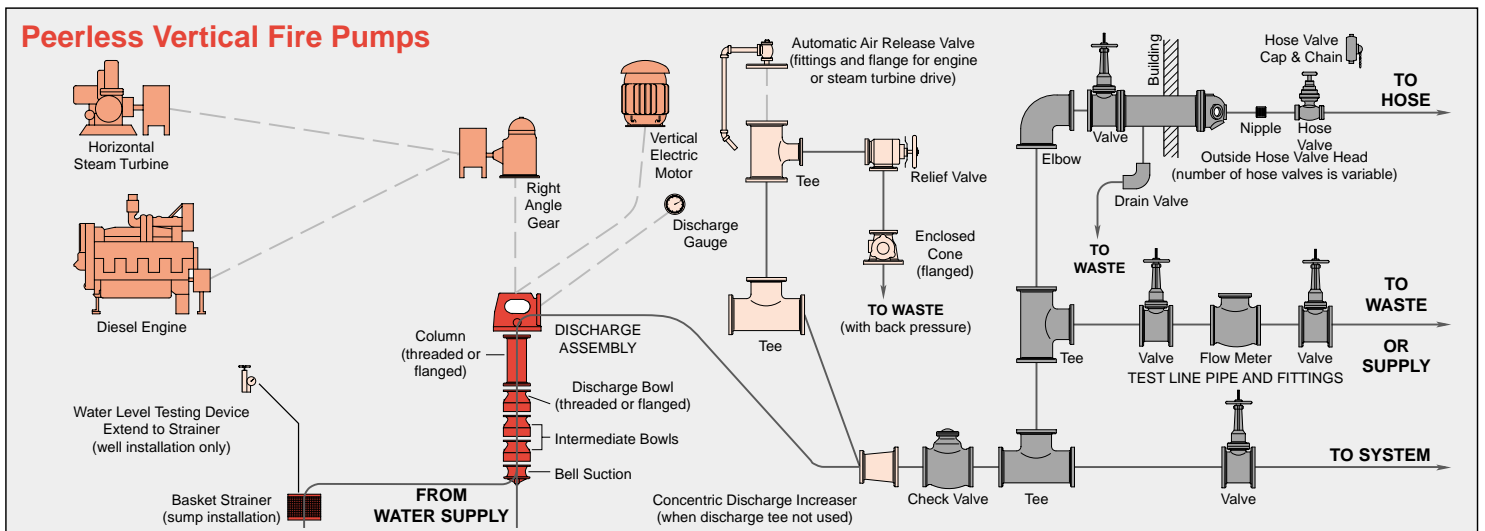 Peerless Vertical Fire Pumps
Horizontal
Steam Turbine
Diesel Engine
Right
Angle
Gear
Vertical
Electric
Motor
Discharge
Gauge
Automatic Air Release Valve
(fittings and flange for engine
or steam turbine drive)
Tee
Relief Valve
Enclosed
Cone
(flanged)
TO WASTE
(with back pressure)
Tee
Building
Hose Valve
Cap & Chain
TO
HOSE
Elbow
Valve
Nipple
Hose
Valve
Outside Hose Valve Head
(number of hose valves is variable)
Drain Valve
TO
WASTE
TO
WASTE
OR
SUPPLY
Tee
Valve
Flow Meter
Valve
TEST LINE PIPE AND FITTINGS
DISCHARGE
ASSEMBLY
Column
(threaded or
flanged)
Discharge Bowl
(threaded or flanged)
Intermediate Bowls
Bell Suction
Water Level Testing Device
Extend to Strainer
(well installation only)
Basket Strainer
(sump installation)
FROM
WATER SUPPLY
Concentric Discharge Increaser
(when discharge tee not used)
Check Valve
Tee
Valve
TO SYSTEM